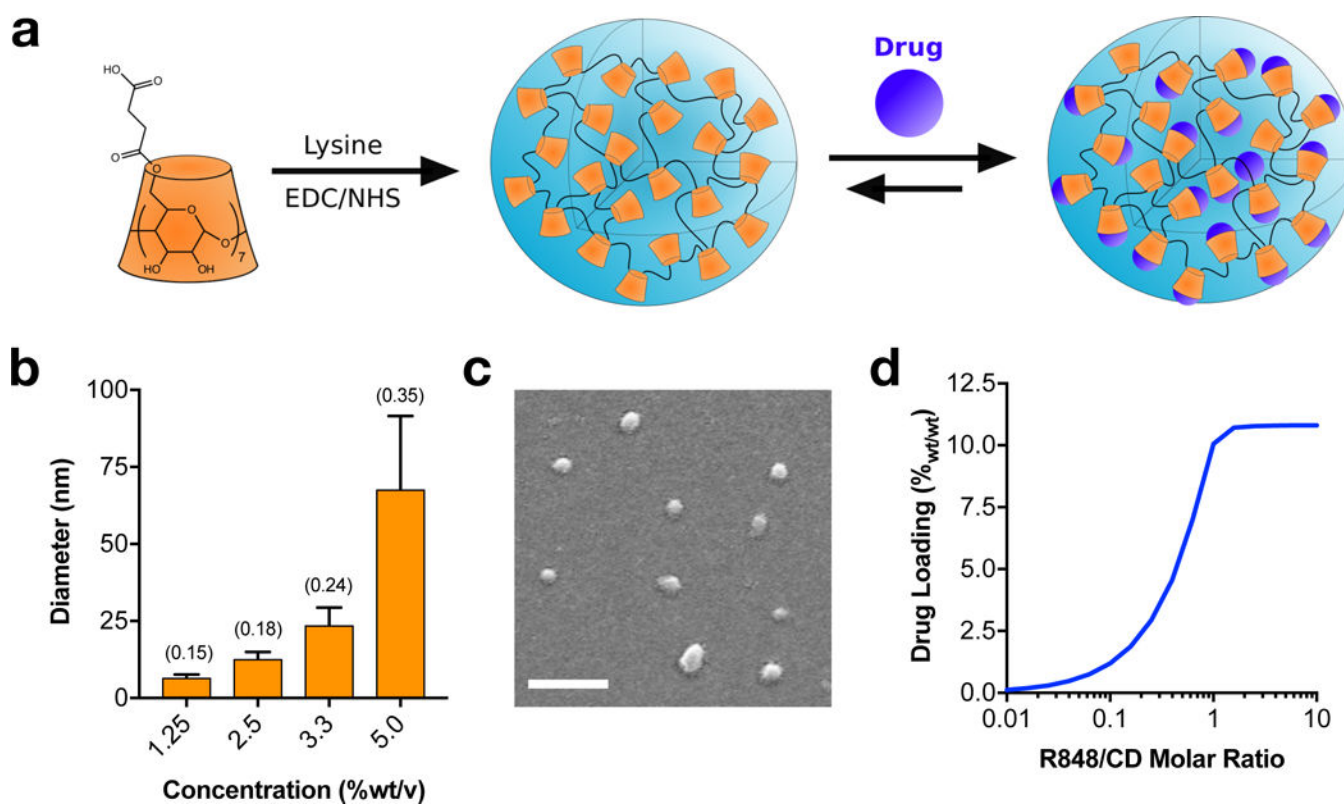 a
HO
O
O
O
Lysine
EDC/NHS
O
O
7
HO
OH
Drug
b
Diameter (nm)
100
75
50
25
0
(0.15)
(0.18)
(0.24)
(0.35)
1.25
2.5
3.3
5.0
Concentration (%wt/v)
c
d
Drug Loading (%wt/wt)
12.5
10.0
7.5
5.0
2.5
0.0
0.01
0.1
1
10
R848/CD Molar Ratio